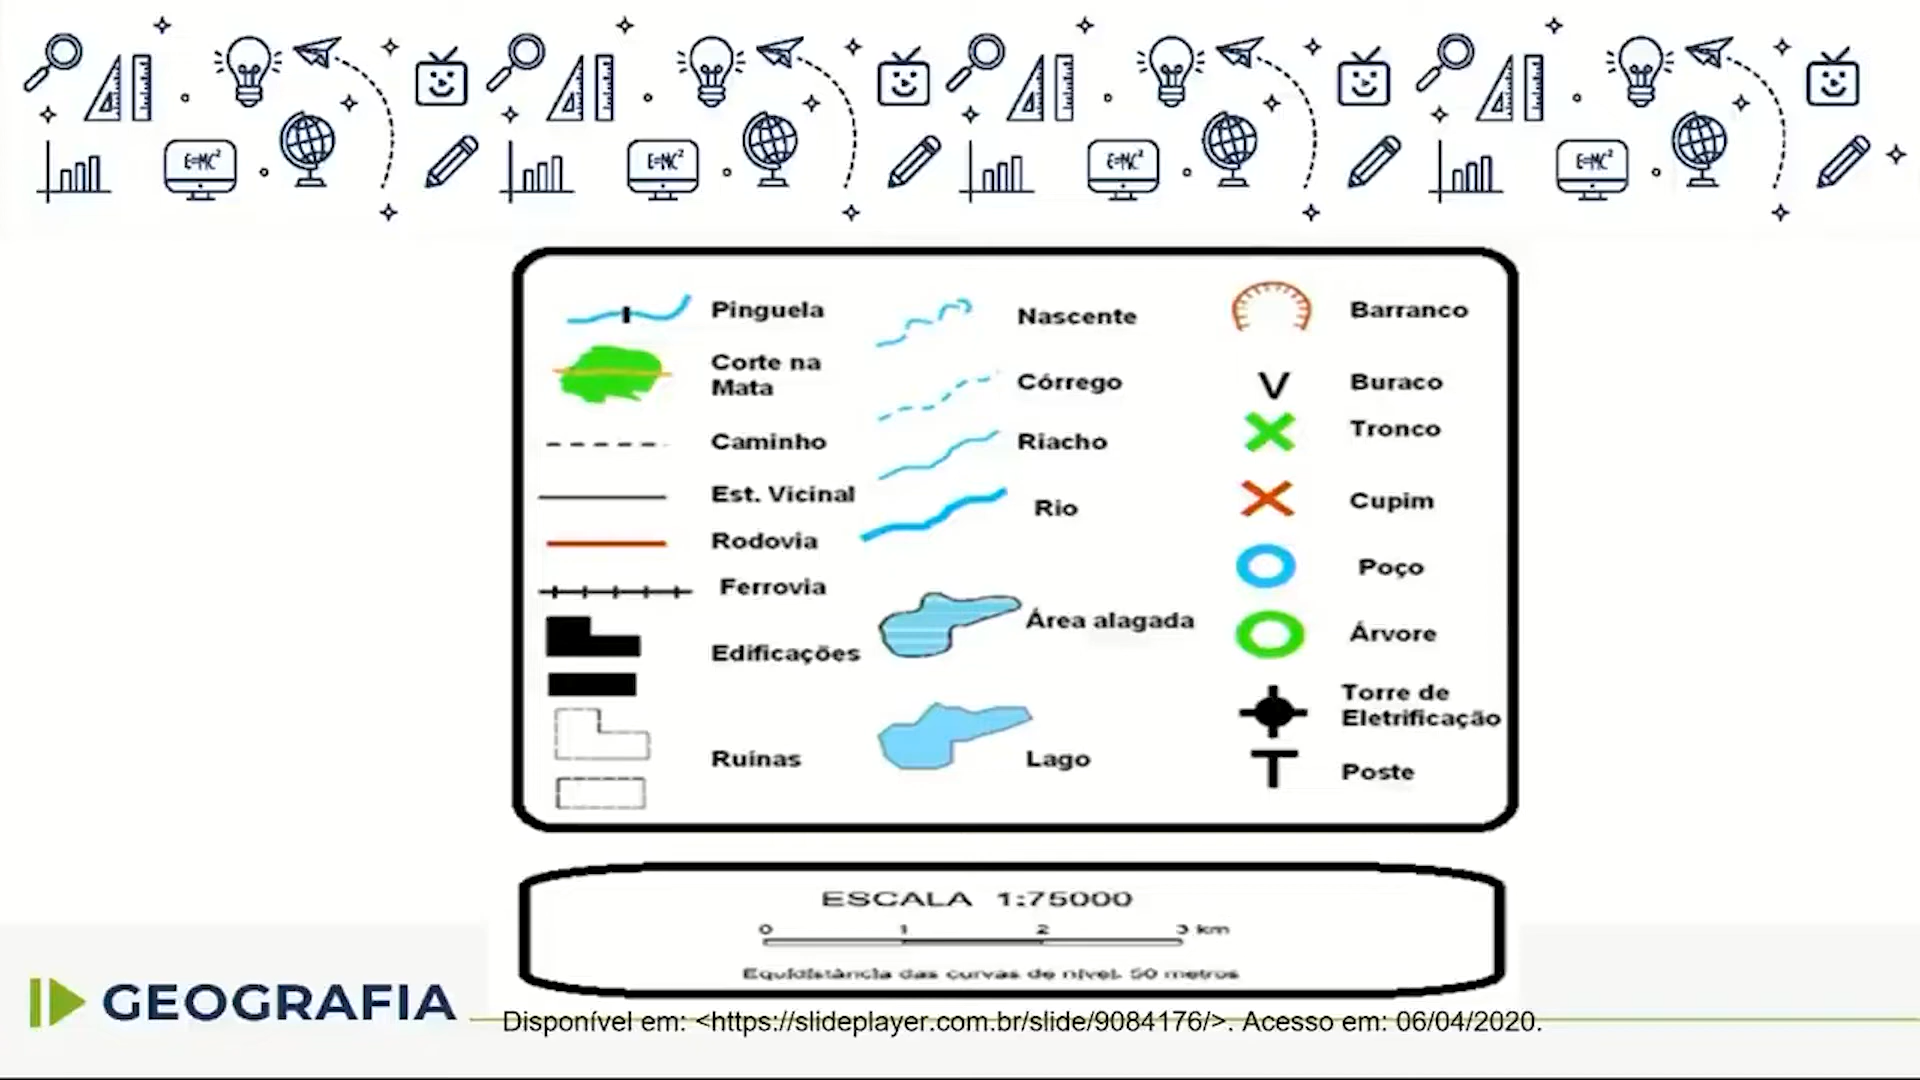 E=MC²
E=MC²
E=MC²
E=MC²
Pinguela
Corte na
Mata
Caminho
Est. Vicinal
Rodovia
Ferrovia
Edificações
Ruínas
Nascente
Córrego
Riacho
Rio
Área alagada
Lago
Barranco
V Buraco
Tronco
Cupim
Poço
Árvore
Torre de
Eletrificação
Poste
ESCALA 1:75000
0 1 2 3 km
Equidistância das curvas de nível. 50 metros
GEOGRAFIA
Disponível em: <https://slideplayer.com.br/slide/9084176/>. Acesso em: 06/04/2020.